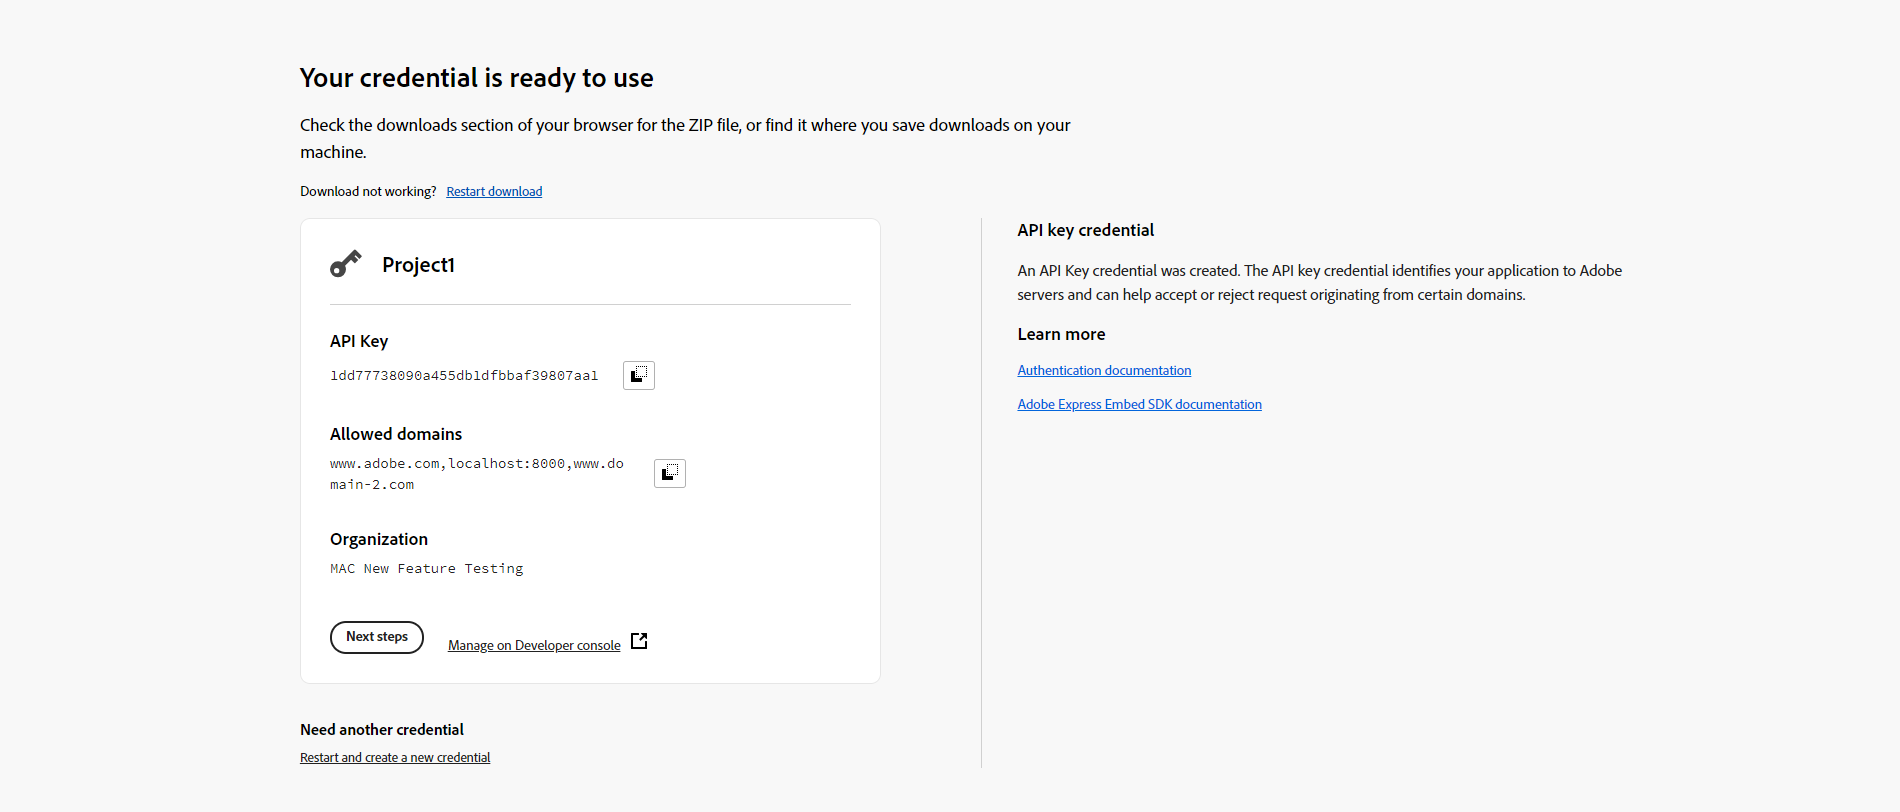 Your credential is ready to use
Check the downloads section of your browser for the ZIP file, or find it where you save downloads on your
machine.
Download not working? Restart download
Project1
API Key
1dd77738090a455db1dfbbaf39807aa1
Allowed domains
www.adobe.com,localhost:8000,www.do
main-2.com
Organization
MAC New Feature Testing
Next steps
Manage on Developer console
Need another credential
Restart and create a new credential
API key credential
An API Key credential was created. The API key credential identifies your application to Adobe
servers and can help accept or reject request originating from certain domains.
Learn more
Authentication documentation
Adobe Express Embed SDK documentation